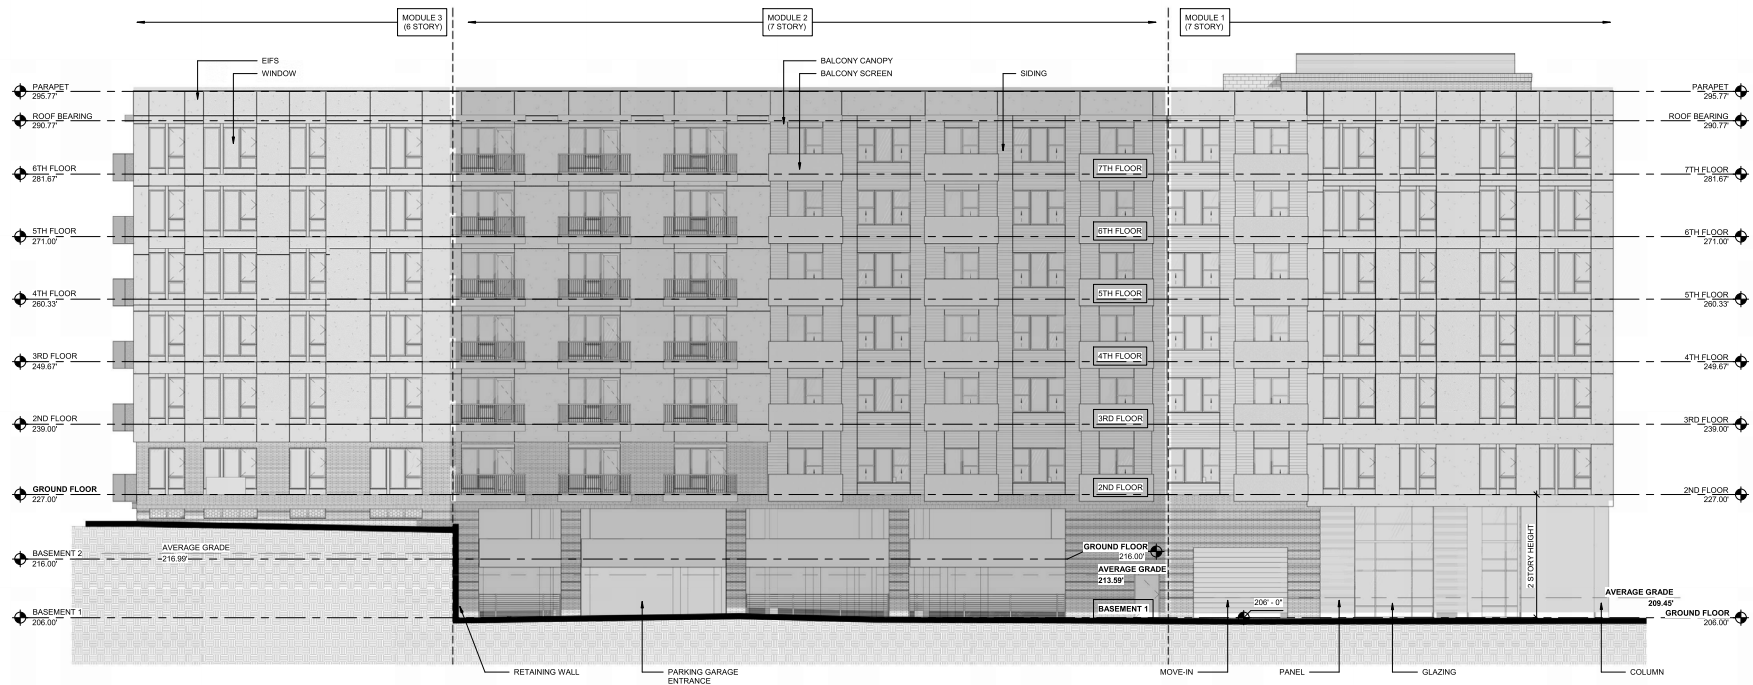 MODULE 3
(6 STORY)
MODULE 2
(7 STORY)
MODULE 1
(7 STORY)
EIFS
WINDOW
BALCONY CANOPY
BALCONY SCREEN
SIDING
PARAPET
295.77'
ROOF BEARING
290.77'
6TH FLOOR
281.67'
5TH FLOOR
271.00'
4TH FLOOR
260.33'
3RD FLOOR
249.67'
2ND FLOOR
239.00'
GROUND FLOOR
227.00'
BASEMENT 2
216.00'
BASEMENT 1
206.00'
AVERAGE GRADE
216.99'
7TH FLOOR
6TH FLOOR
5TH FLOOR
4TH FLOOR
3RD FLOOR
2ND FLOOR
GROUND FLOOR
216.00'
AVERAGE GRADE
213.59'
BASEMENT 1
206' - 0"
2 STORY HEIGHT
PARAPET
295.77'
ROOF BEARING
290.77'
7TH FLOOR
281.67'
6TH FLOOR
271.00'
5TH FLOOR
260.33'
4TH FLOOR
249.67'
3RD FLOOR
239.00'
2ND FLOOR
227.00'
AVERAGE GRADE
209.45'
GROUND FLOOR
206.00'
RETAINING WALL
PARKING GARAGE
ENTRANCE
MOVE-IN
PANEL
GLAZING
COLUMN